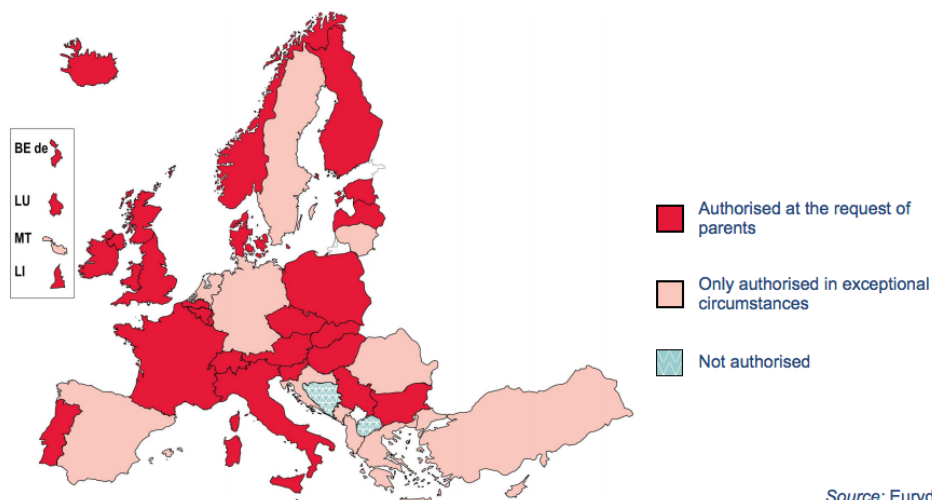 BE de
LU
MT
LI
Authorised at the request of
parents
Only authorised in exceptional
circumstances
Not authorised
Source: